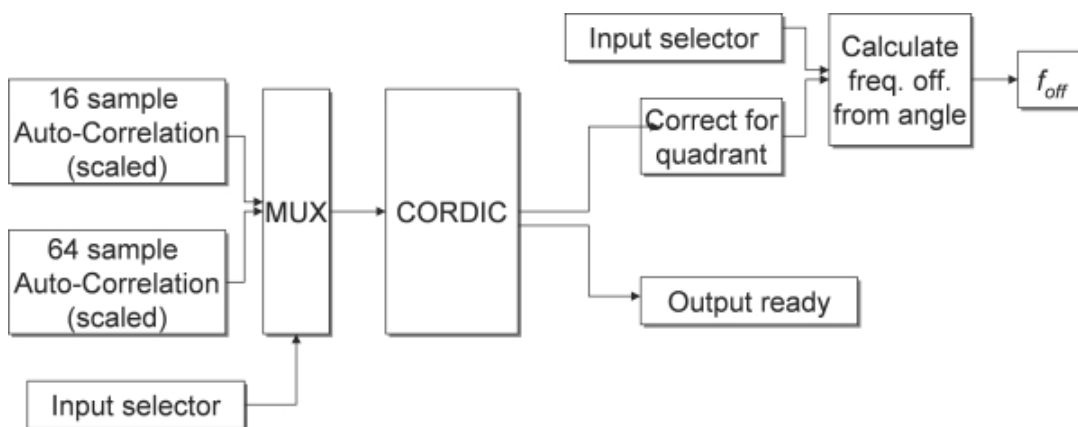 16 sample
Auto-Correlation
(scaled)
64 sample
Auto-Correlation
(scaled)
Input selector
MUX
CORDIC
Input selector
Correct for
quadrant
Output ready
Calculate
freq. off.
from angle
f_off